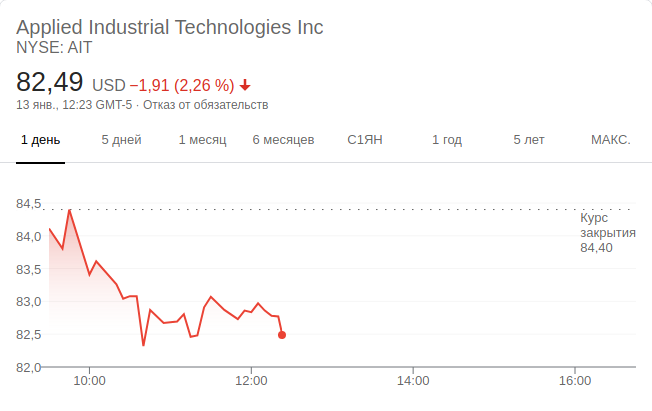 Applied Industrial Technologies Inc
NYSE: AIT
82,49 USD −1,91 (2,26 %)
13 янв., 12:23 GMT-5 · Отказ от обязательств
1 день 5 дней 1 месяц 6 месяцев С1ЯН 1 год 5 лет МАКС.
84,5
Курс
закрытия
84,40
84,0
83,5
83,0
82,5
82,0
10:00 12:00 14:00 16:00